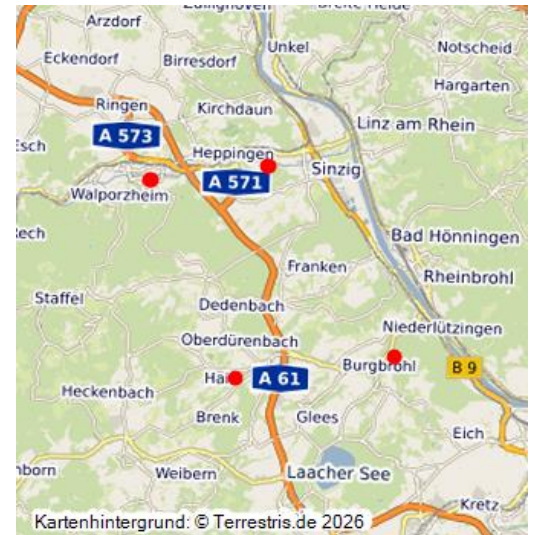 Arzdorf
Unkel
Notscheid
Eckendorf
Birresdorf
Hargarten
Ringen
Kirchdaun
Linz am Rhein
A 573
Heppingen
Sinzig
A 571
Walporzheim
Bad Hönningen
Franken
Rheinbrohl
Staffel
Dedenbach
Niederlützingen
Oberdürenbach
Burgbrohl
B 9
A 61
Heckenbach
Brenk
Glees
Eich
Weibern
Laacher See
Kretz
Kartenhintergrund: © Terrestris.de 2026